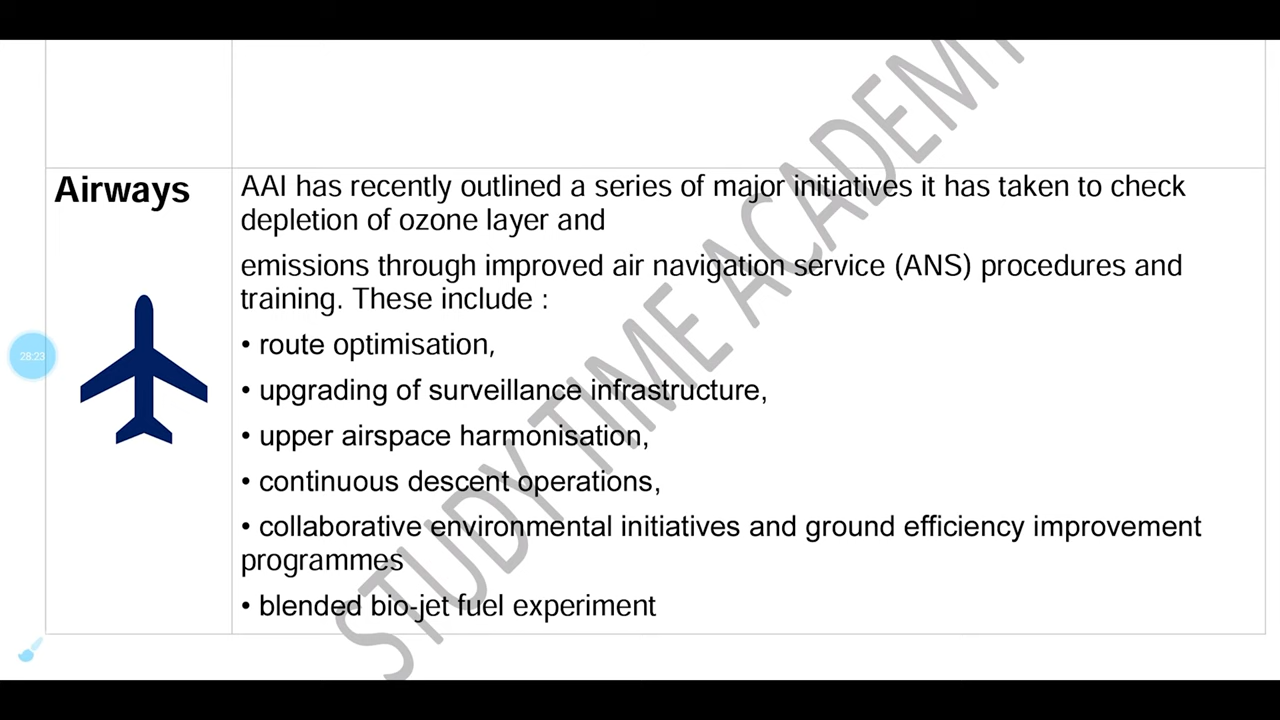 Airways
AAI has recently outlined a series of major initiatives it has taken to check
depletion of ozone layer and
emissions through improved air navigation service (ANS) procedures and
training. These include :
• route optimisation,
• upgrading of surveillance infrastructure,
• upper airspace harmonisation,
• continuous descent operations,
• collaborative environmental initiatives and ground efficiency improvement
programmes
• blended bio-jet fuel experiment
28:23
STUDY TIME ACADEMY